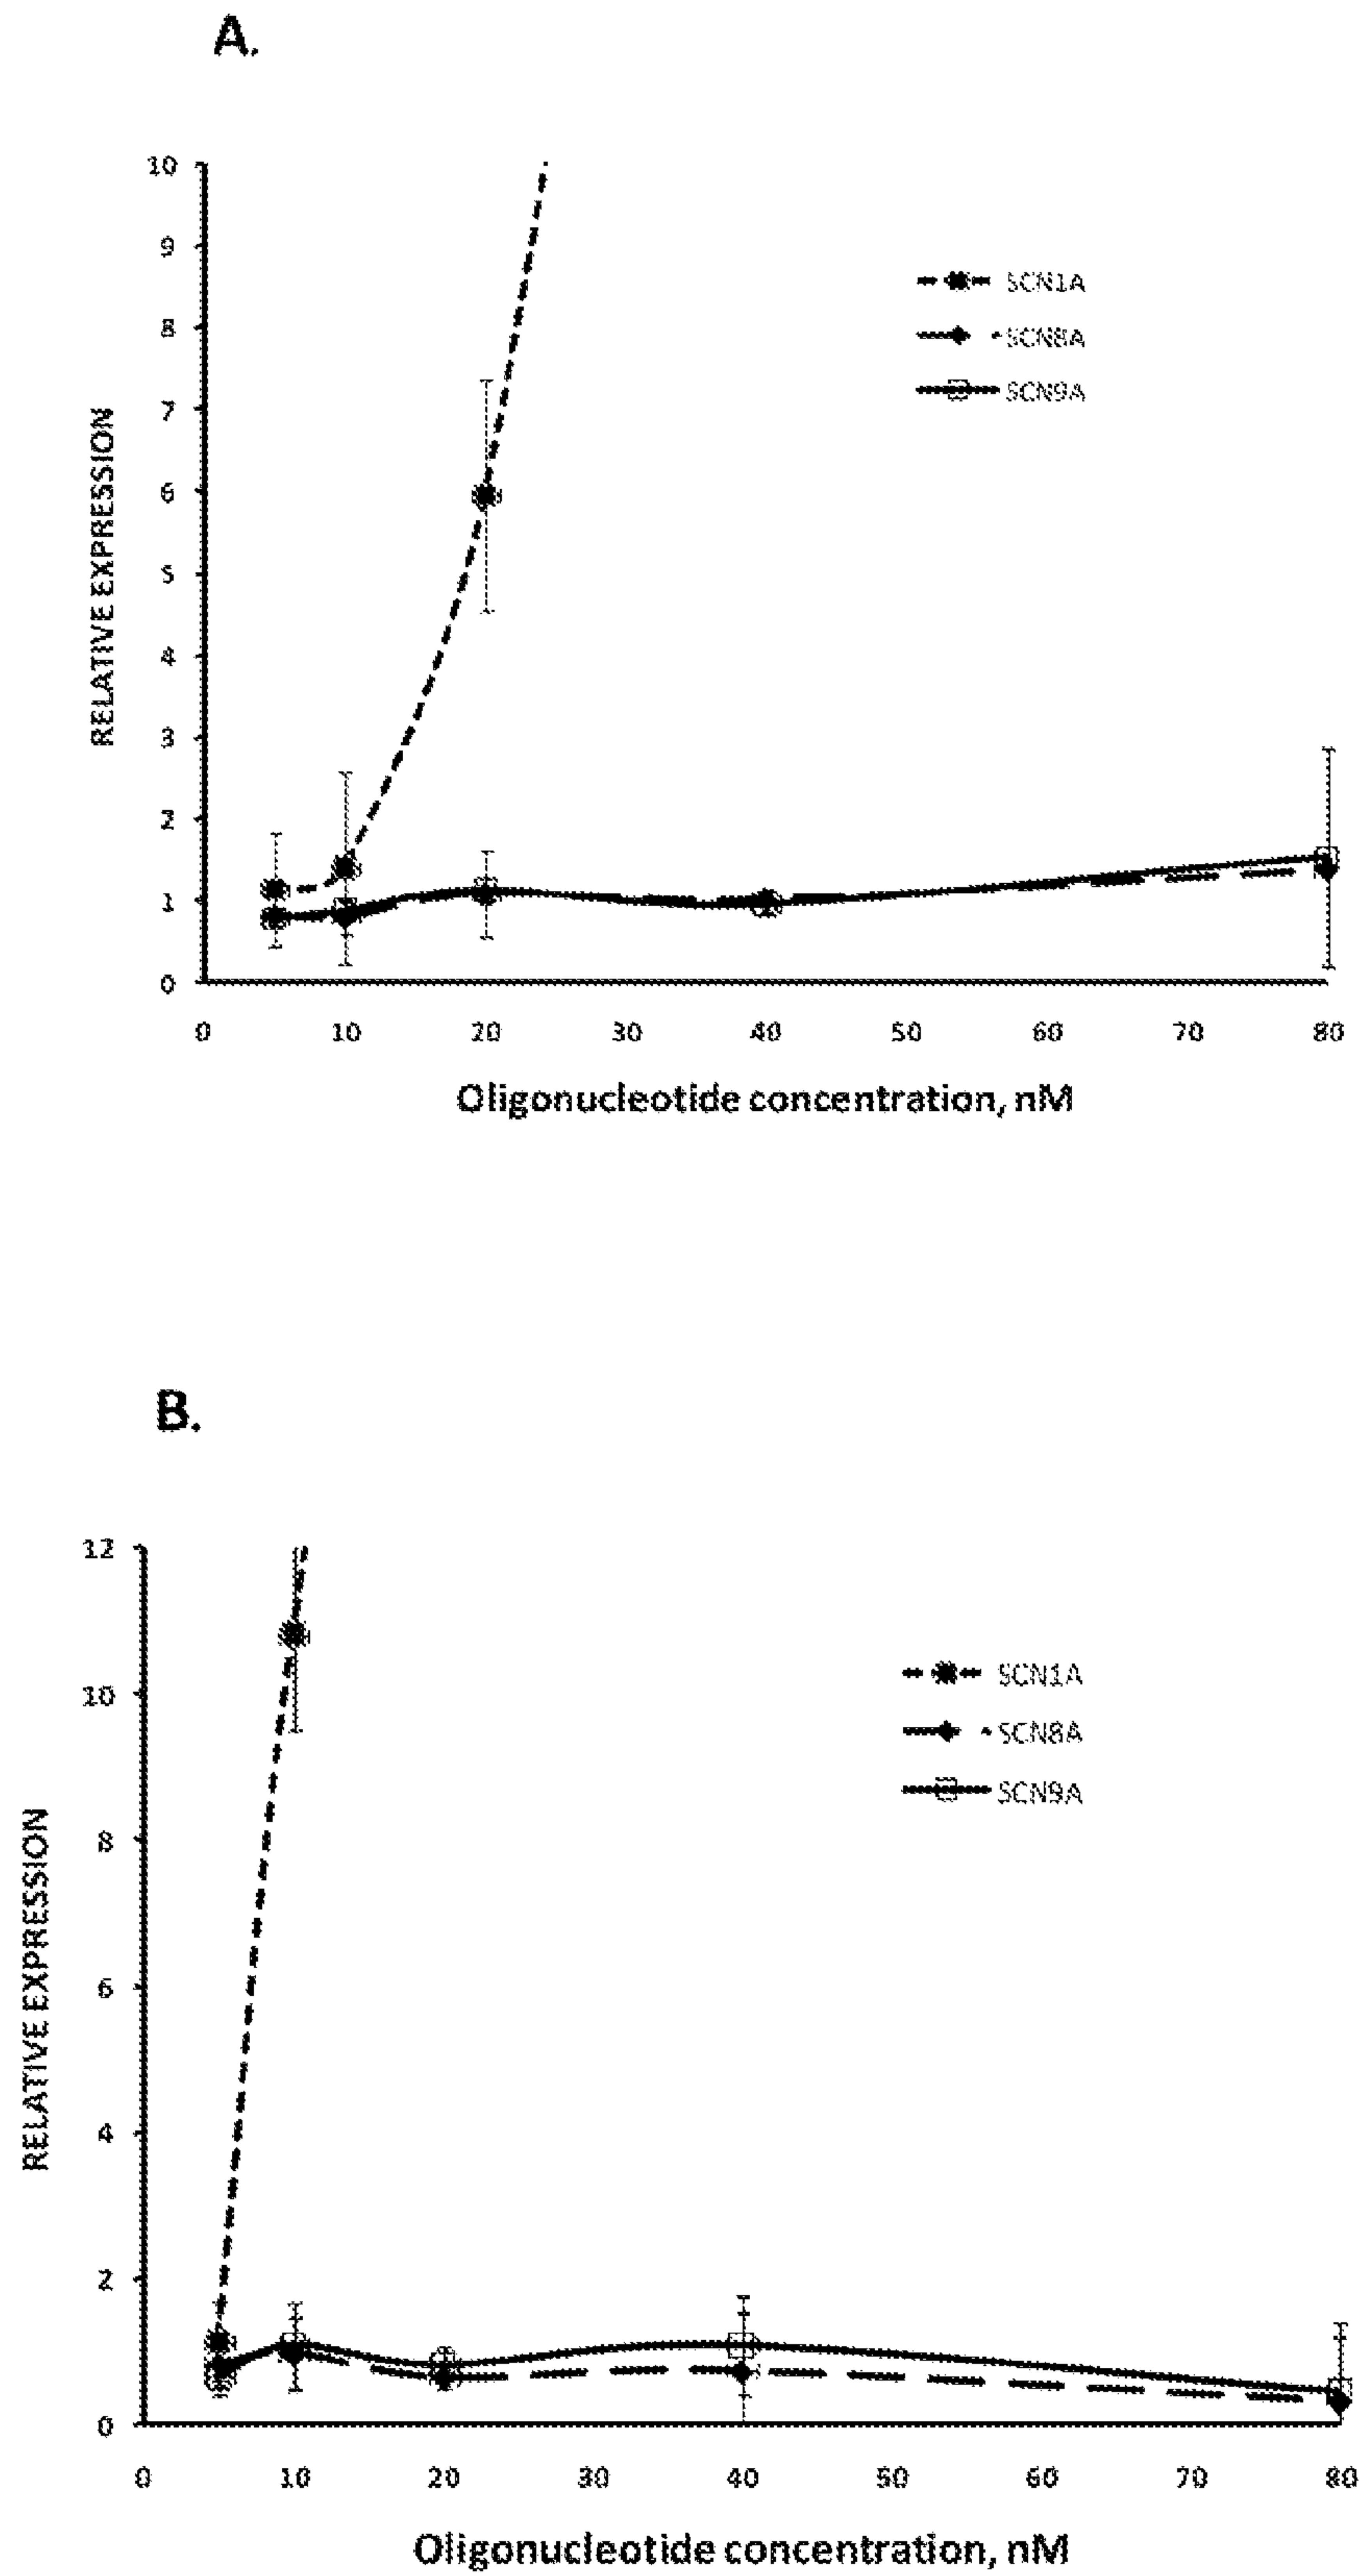 A.
10
9
8
7
6
5
4
3
2
1
0
RELATIVE EXPRESSION
SCN1A
SCN8A
SCN9A
0 10 20 30 40 50 60 70 80
Oligonucleotide concentration, nM
B.
12
10
8
6
4
2
0
RELATIVE EXPRESSION
SCN1A
SCN8A
SCN9A
0 10 20 30 40 50 60 70 80
Oligonucleotide concentration, nM